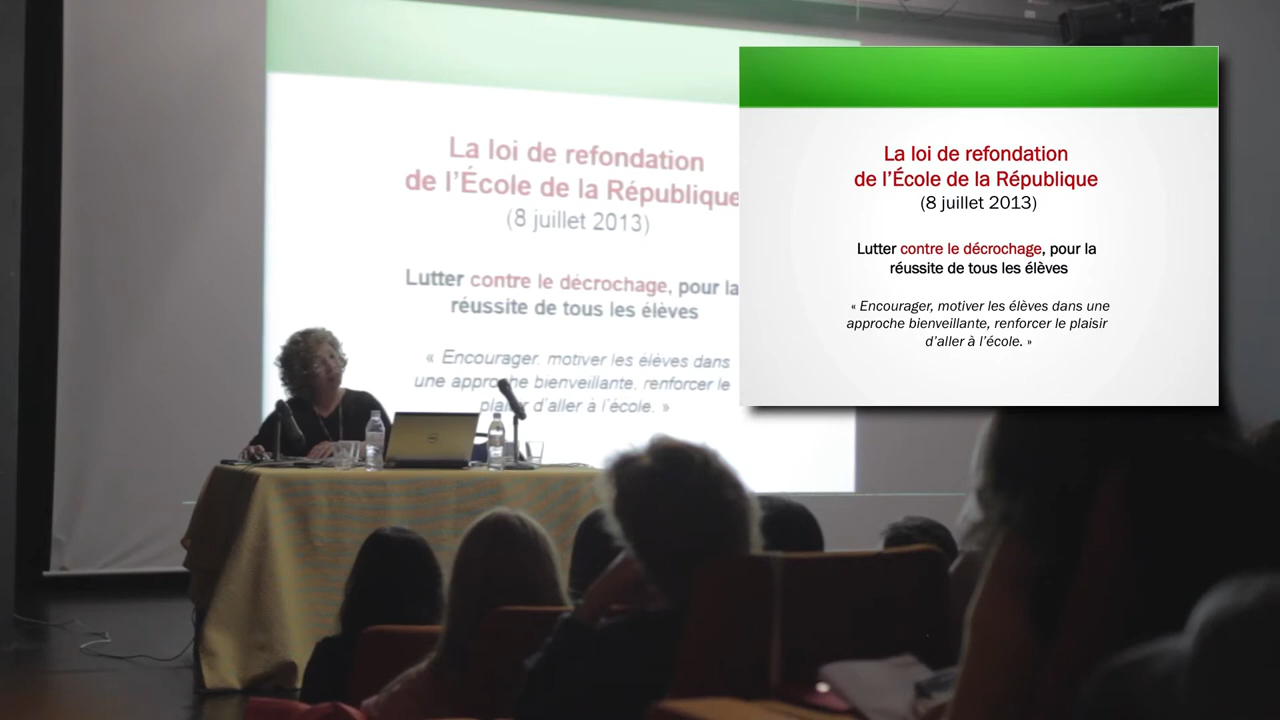 La loi de refondation
de l'École de la République
(8 juillet 2013)
Lutter contre le décrochage, pour la
réussite de tous les élèves
« Encourager, motiver les élèves dans
une approche bienveillante, renforcer le
plaisir d'aller à l'école. »
DELL
La loi de refondation
de l'École de la République
(8 juillet 2013)
Lutter contre le décrochage, pour la
réussite de tous les élèves
« Encourager, motiver les élèves dans une
approche bienveillante, renforcer le plaisir
d'aller à l'école. »